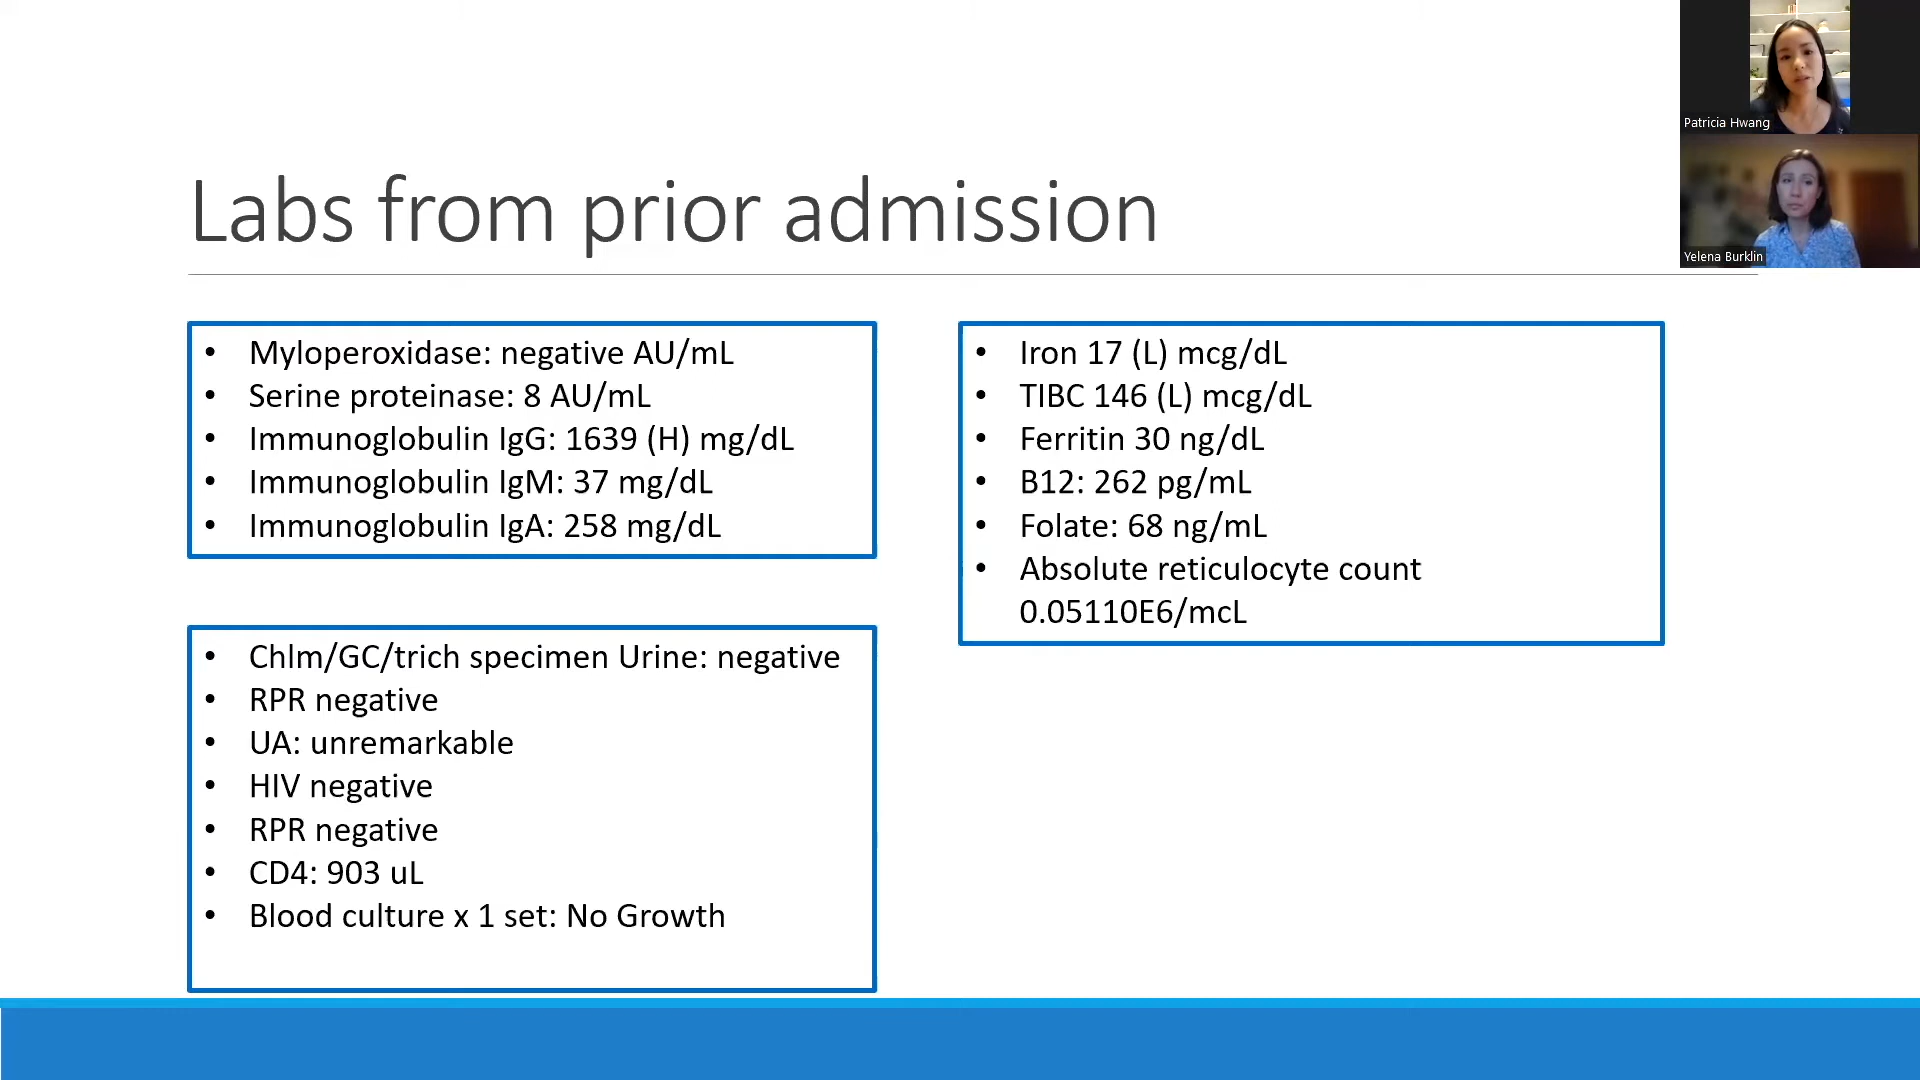 Labs from prior admission
• Myloperoxidase: negative AU/mL
• Serine proteinase: 8 AU/mL
• Immunoglobulin IgG: 1639 (H) mg/dL
• Immunoglobulin IgM: 37 mg/dL
• Immunoglobulin IgA: 258 mg/dL
• Chlm/GC/trich specimen Urine: negative
• RPR negative
• UA: unremarkable
• HIV negative
• RPR negative
• CD4: 903 uL
• Blood culture x 1 set: No Growth
• Iron 17 (L) mcg/dL
• TIBC 146 (L) mcg/dL
• Ferritin 30 ng/dL
• B12: 262 pg/mL
• Folate: 68 ng/mL
• Absolute reticulocyte count
0.05110E6/mcL
Patricia Hwang
Yelena Burklin